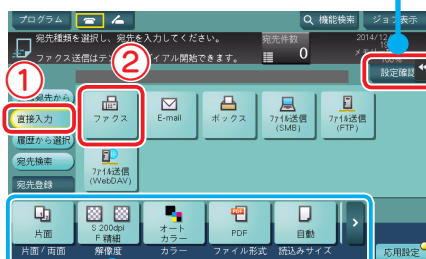 プログラム
機能検索
ジョブ表示
宛先種類を選択し、宛先を入力してください。
宛先件数
0
2014/12
ファクス送信はテン
イアル開始できます。
100%
設定確認
①
②
宛先から
直接入力
履歴から選択
宛先検索
宛先登録
ファクス
E-mail
ボックス
ファイル送信
(SMB)
ファイル送信
(FTP)
ファイル送信
(WebDAV)
片面
S 200dpi
F 精細
オート
カラー
PDF
自動
片面/両面
解像度
カラー
ファイル形式
読込みサイズ
応用設定